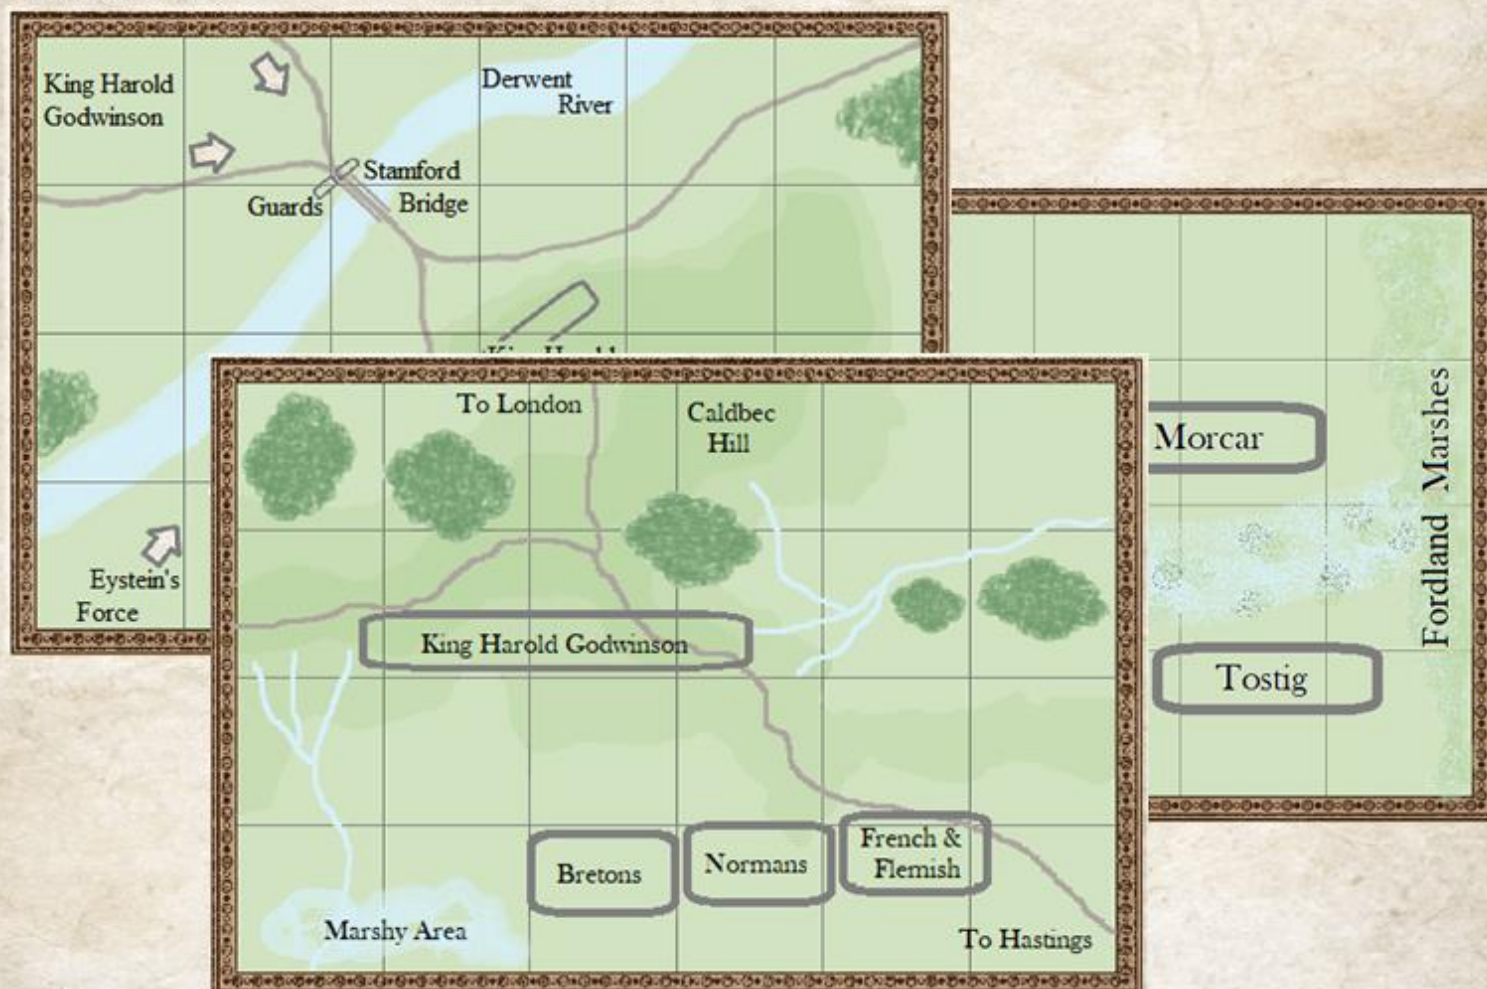 King Harold
Godwinson
Derwent
River
Stamford
Bridge
Guards
Eystein's
Force
To London
Caldbec
Hill
King Harold Godwinson
Bretons
Normans
French &
Flemish
Marshy Area
To Hastings
Morcar
Tostig
Fordland Marshes